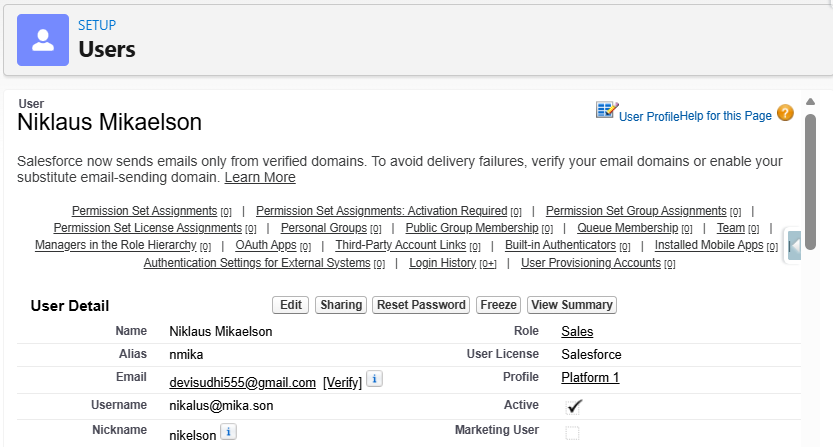 SETUP
Users
User
Niklaus Mikaelson
User Profile Help for this Page ?
Salesforce now sends emails only from verified domains. To avoid delivery failures, verify your email domains or enable your
substitute email-sending domain. Learn More
Permission Set Assignments [0] | Permission Set Assignments: Activation Required [0] | Permission Set Group Assignments [0] |
Permission Set License Assignments [0] | Personal Groups [0] | Public Group Membership [0] | Queue Membership [0] | Team [0] |
Managers in the Role Hierarchy [0] | OAuth Apps [0] | Third-Party Account Links [0] | Built-in Authenticators [0] | Installed Mobile Apps [0] |
Authentication Settings for External Systems [0] | Login History [0+] | User Provisioning Accounts [0]
User Detail Edit Sharing Reset Password Freeze View Summary
Name Niklaus Mikaelson Role Sales
Alias nmika User License Salesforce
Email devisudhi555@gmail.com [Verify] i Profile Platform 1
Username nikalus@mika.son Active
Nickname nikelson i Marketing User